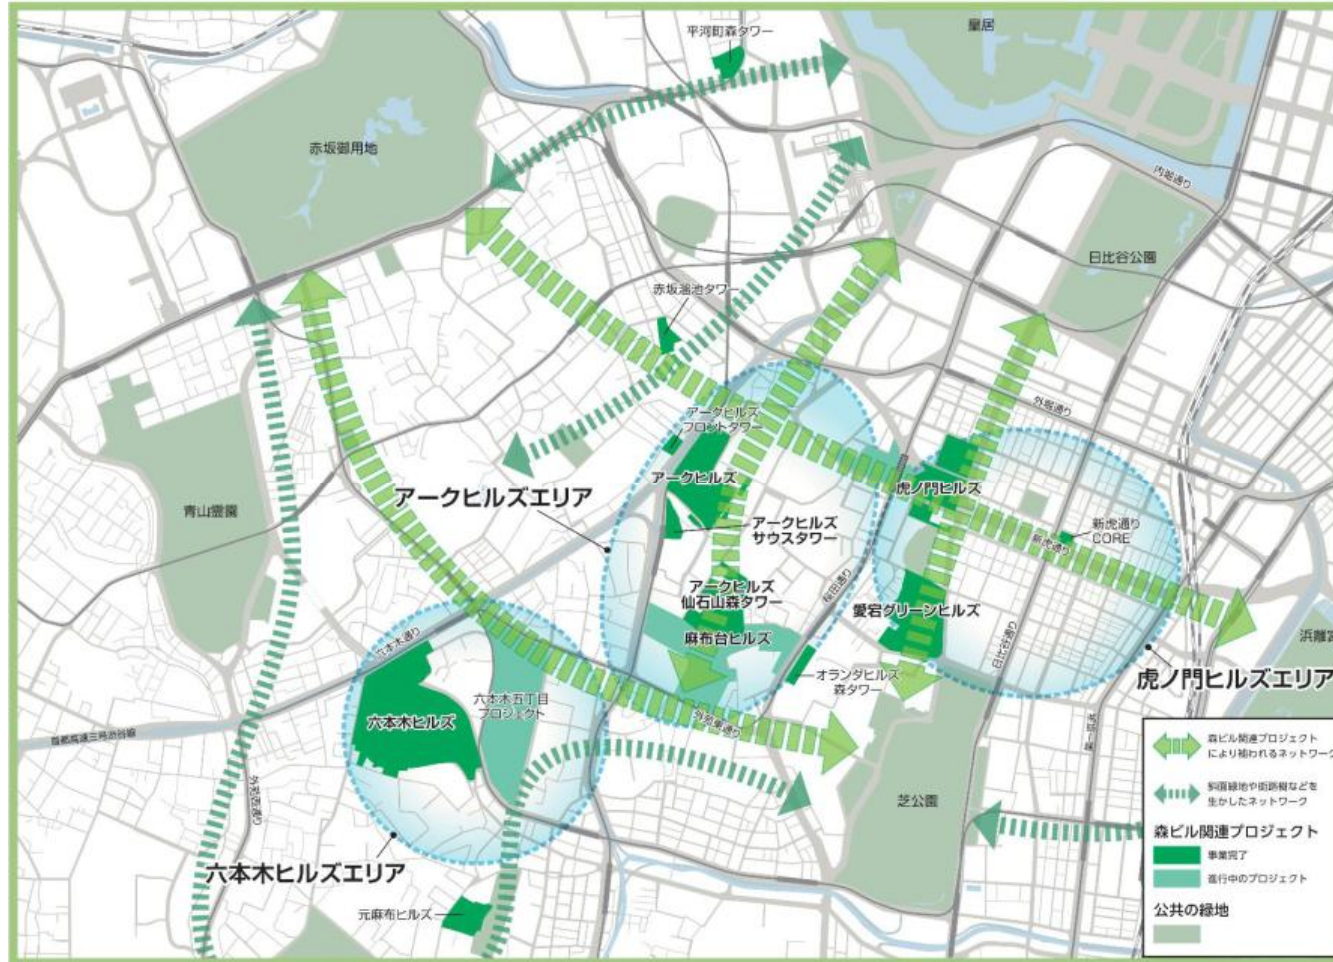 平河町森タワー
皇居
赤坂御用地
内堀通り
日比谷公園
赤坂溜池タワー
外堀通り
アークヒルズ
フロントタワー
アークヒルズ
虎ノ門ヒルズ
アークヒルズエリア
青山霊園
アークヒルズ
サウスタワー
新虎通り
CORE
新虎通り
桜田通り
アークヒルズ
仙石山森タワー
愛宕グリーンヒルズ
麻布台ヒルズ
日比谷通り
浜離宮
六本木通り
オランダヒルズ
森タワー
虎ノ門ヒルズエリア
六本木五丁目
プロジェクト
六本木ヒルズ
外苑東通り
首都高速三号渋谷線
外苑西通り
芝公園
六本木ヒルズエリア
元麻布ヒルズ
森ビル関連プロジェクト
により補われるネットワーク
斜面緑地や街路樹などを
生かしたネットワーク
森ビル関連プロジェクト
事業完了
進行中のプロジェクト
公共の緑地